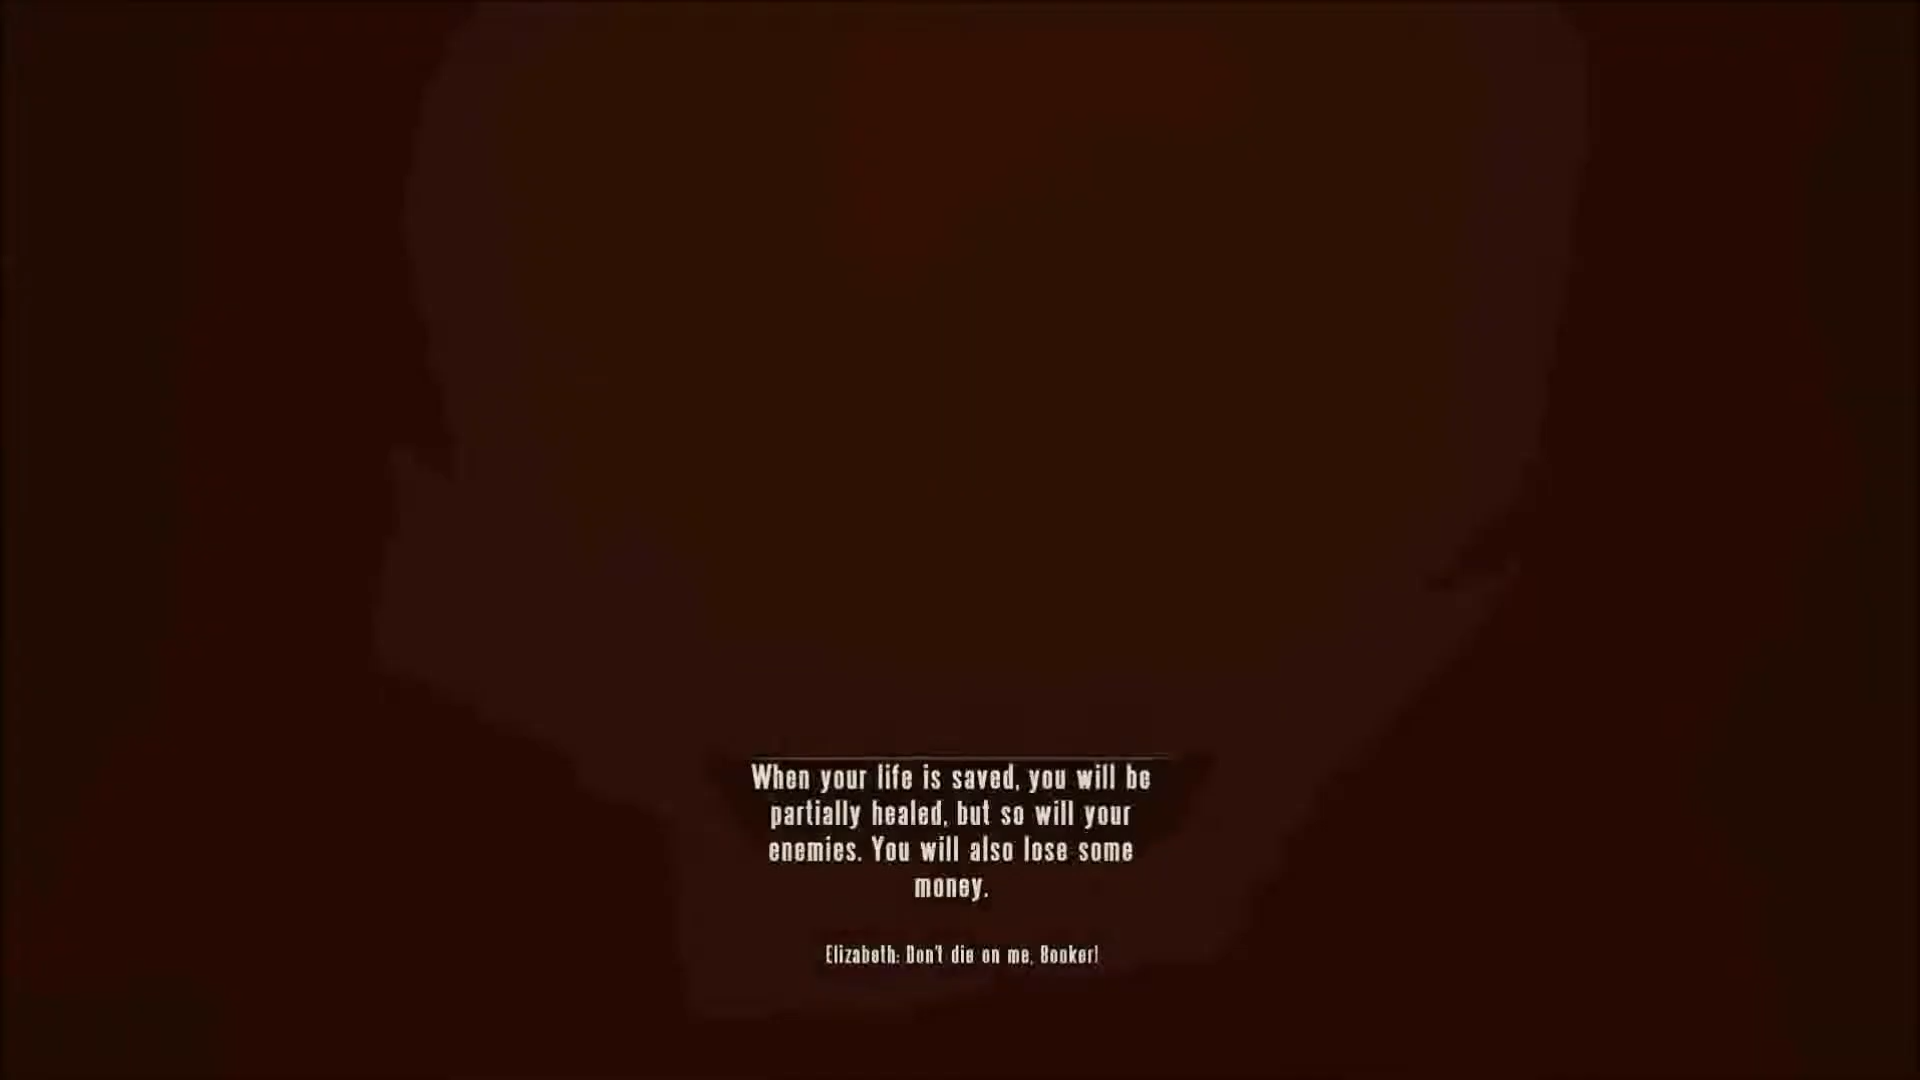 When your life is saved, you will be
partially healed, but so will your
enemies. You will also lose some
money.
Elizabeth: Don't die on me, Booker!